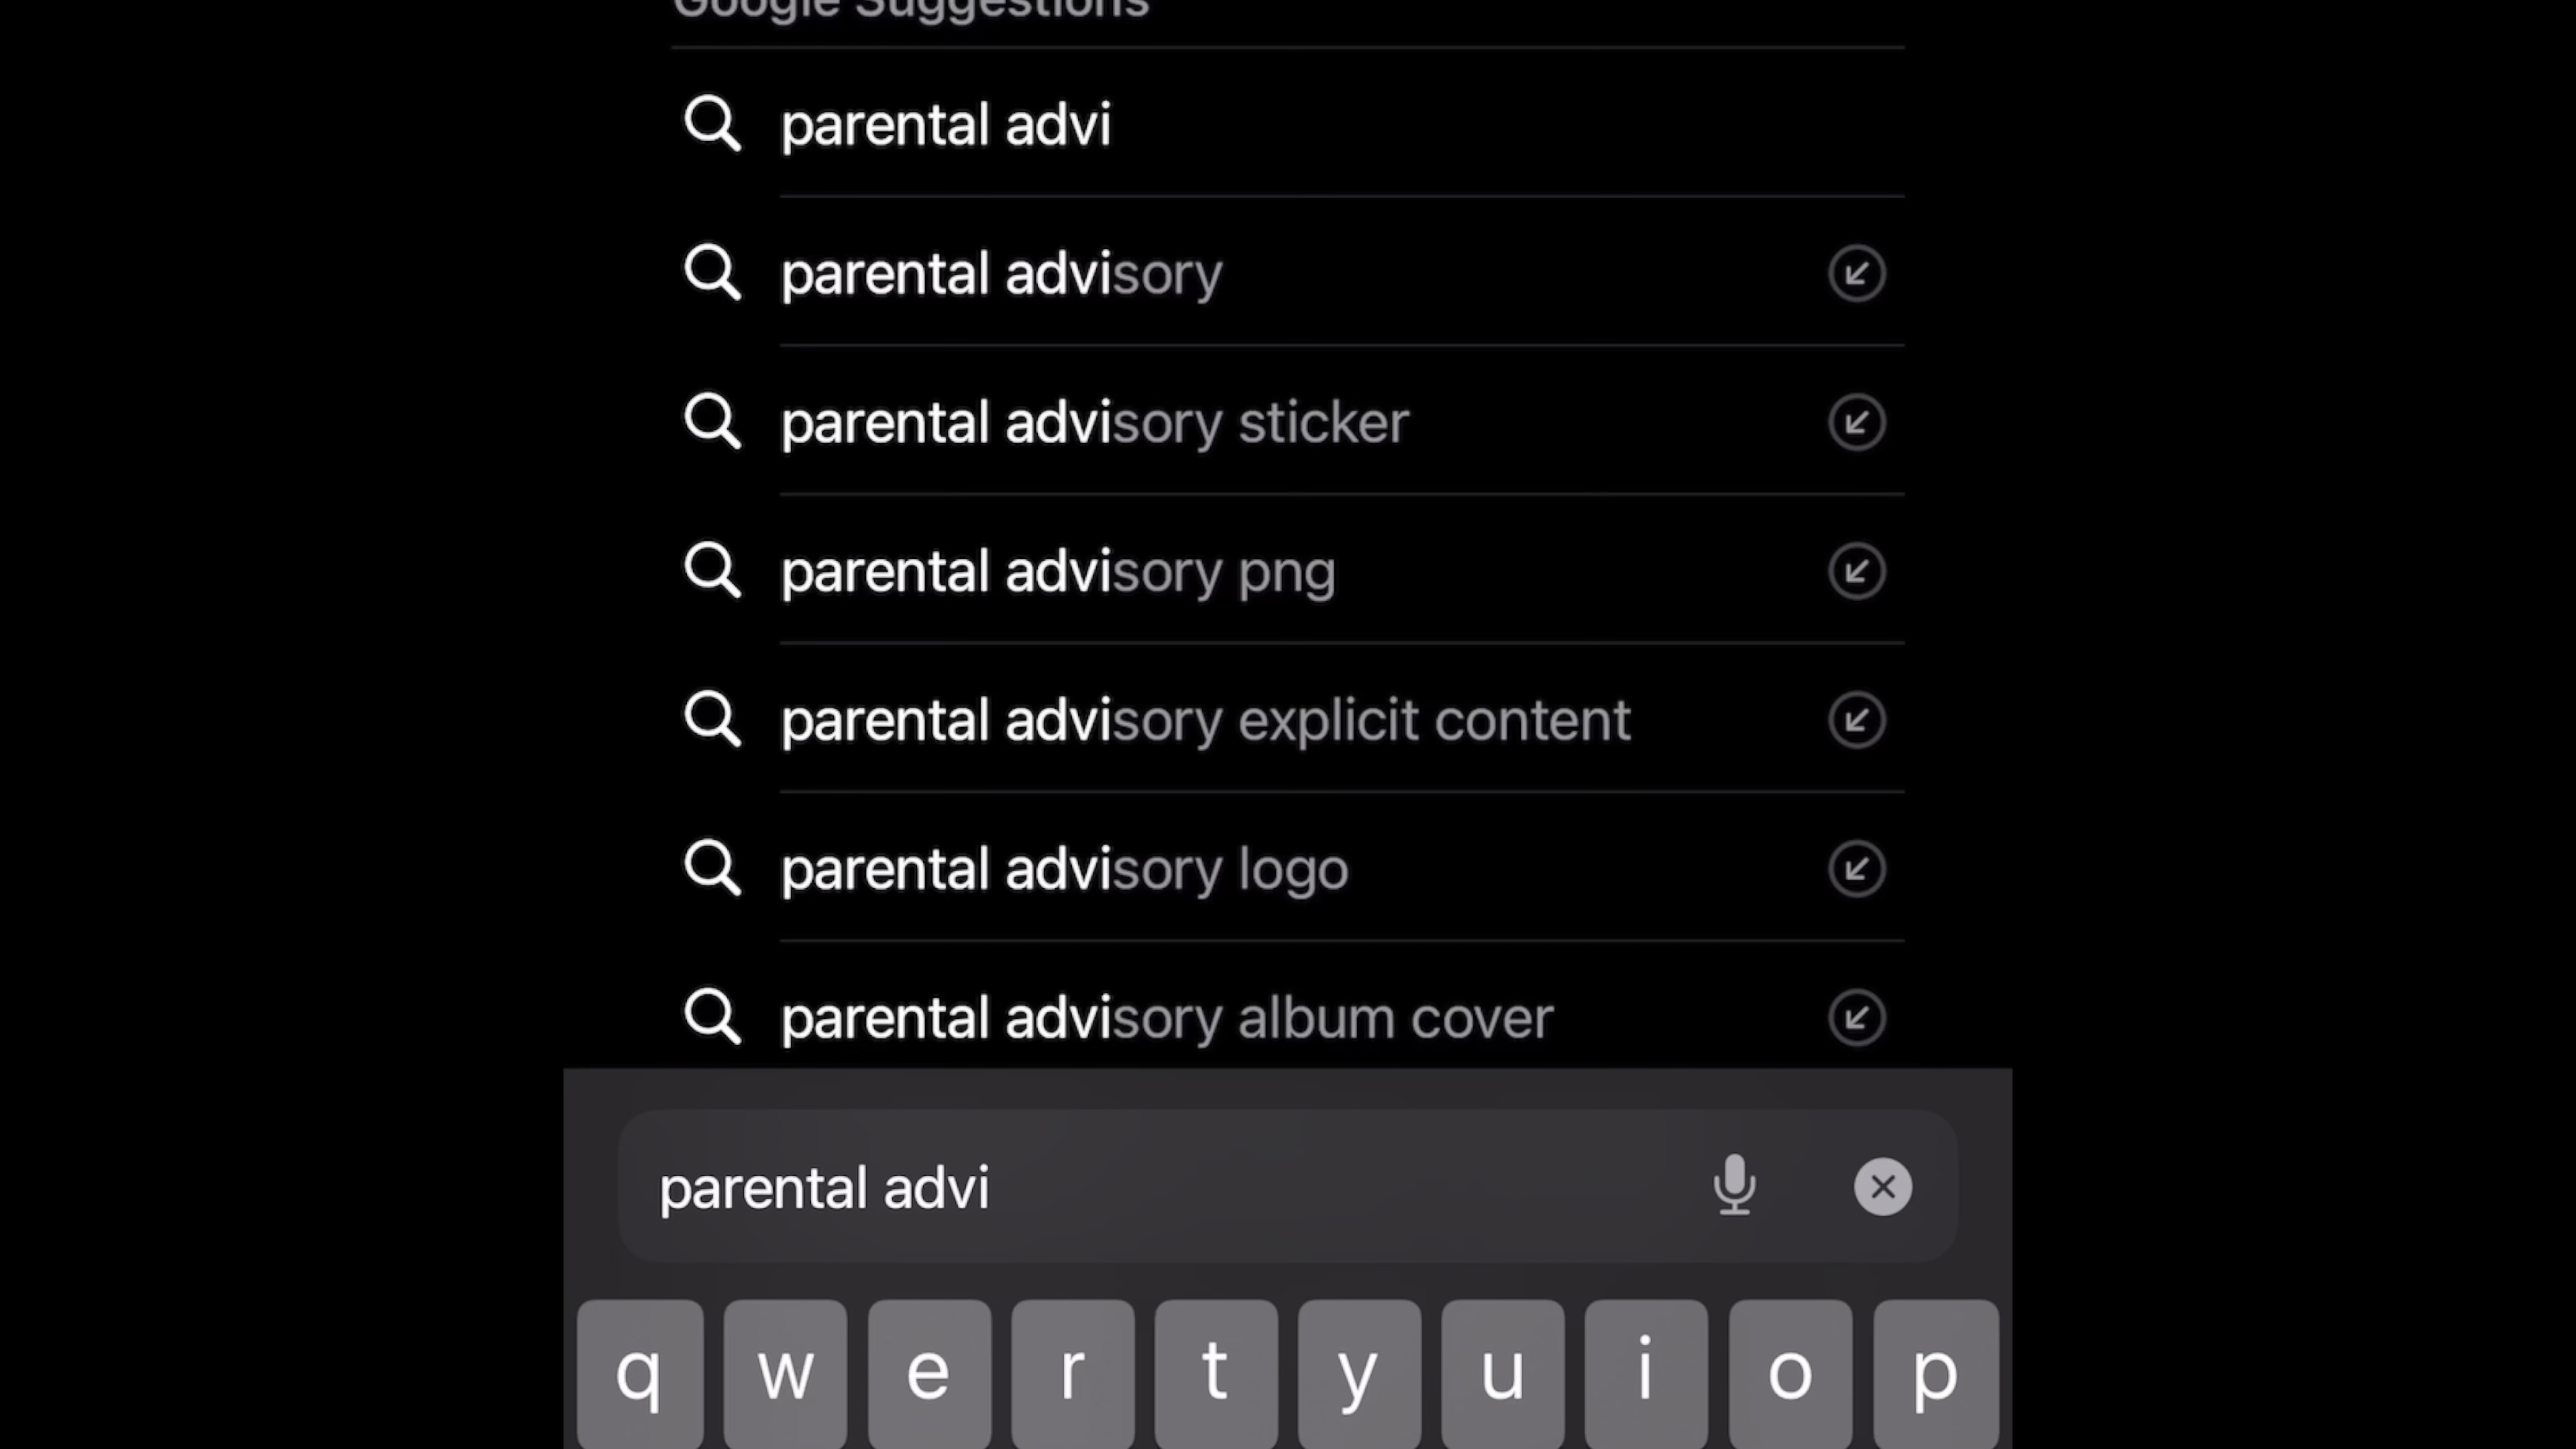 Google Suggestions
parental advi
parental advisory
parental advisory sticker
parental advisory png
parental advisory explicit content
parental advisory logo
parental advisory album cover
parental advi
q w e r t y u i o p